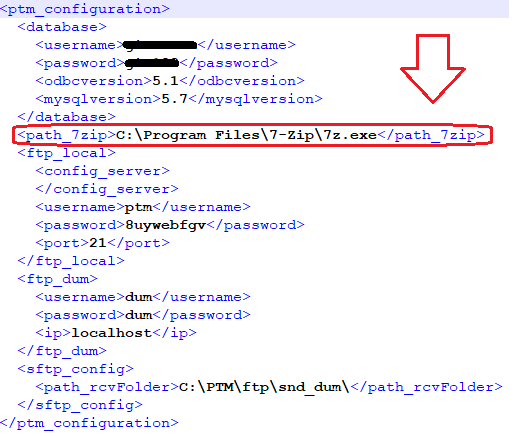 <ptm_configuration>
<database>
<username></username>
<password></password>
<odbcversion>5.1</odbcversion>
<mysqlversion>5.7</mysqlversion>
</database>
<path_7zip>C:\Program Files\7-Zip\7z.exe</path_7zip>
<ftp_local>
<config_server>
</config_server>
<username>ptm</username>
<password>8uywebfgv</password>
<port>21</port>
</ftp_local>
<ftp_dum>
<username>dum</username>
<password>dum</password>
<ip>localhost</ip>
</ftp_dum>
<sftp_config>
<path_rcvFolder>C:\PTM\ftp\snd_dum\</path_rcvFolder>
</sftp_config>
</ptm_configuration>